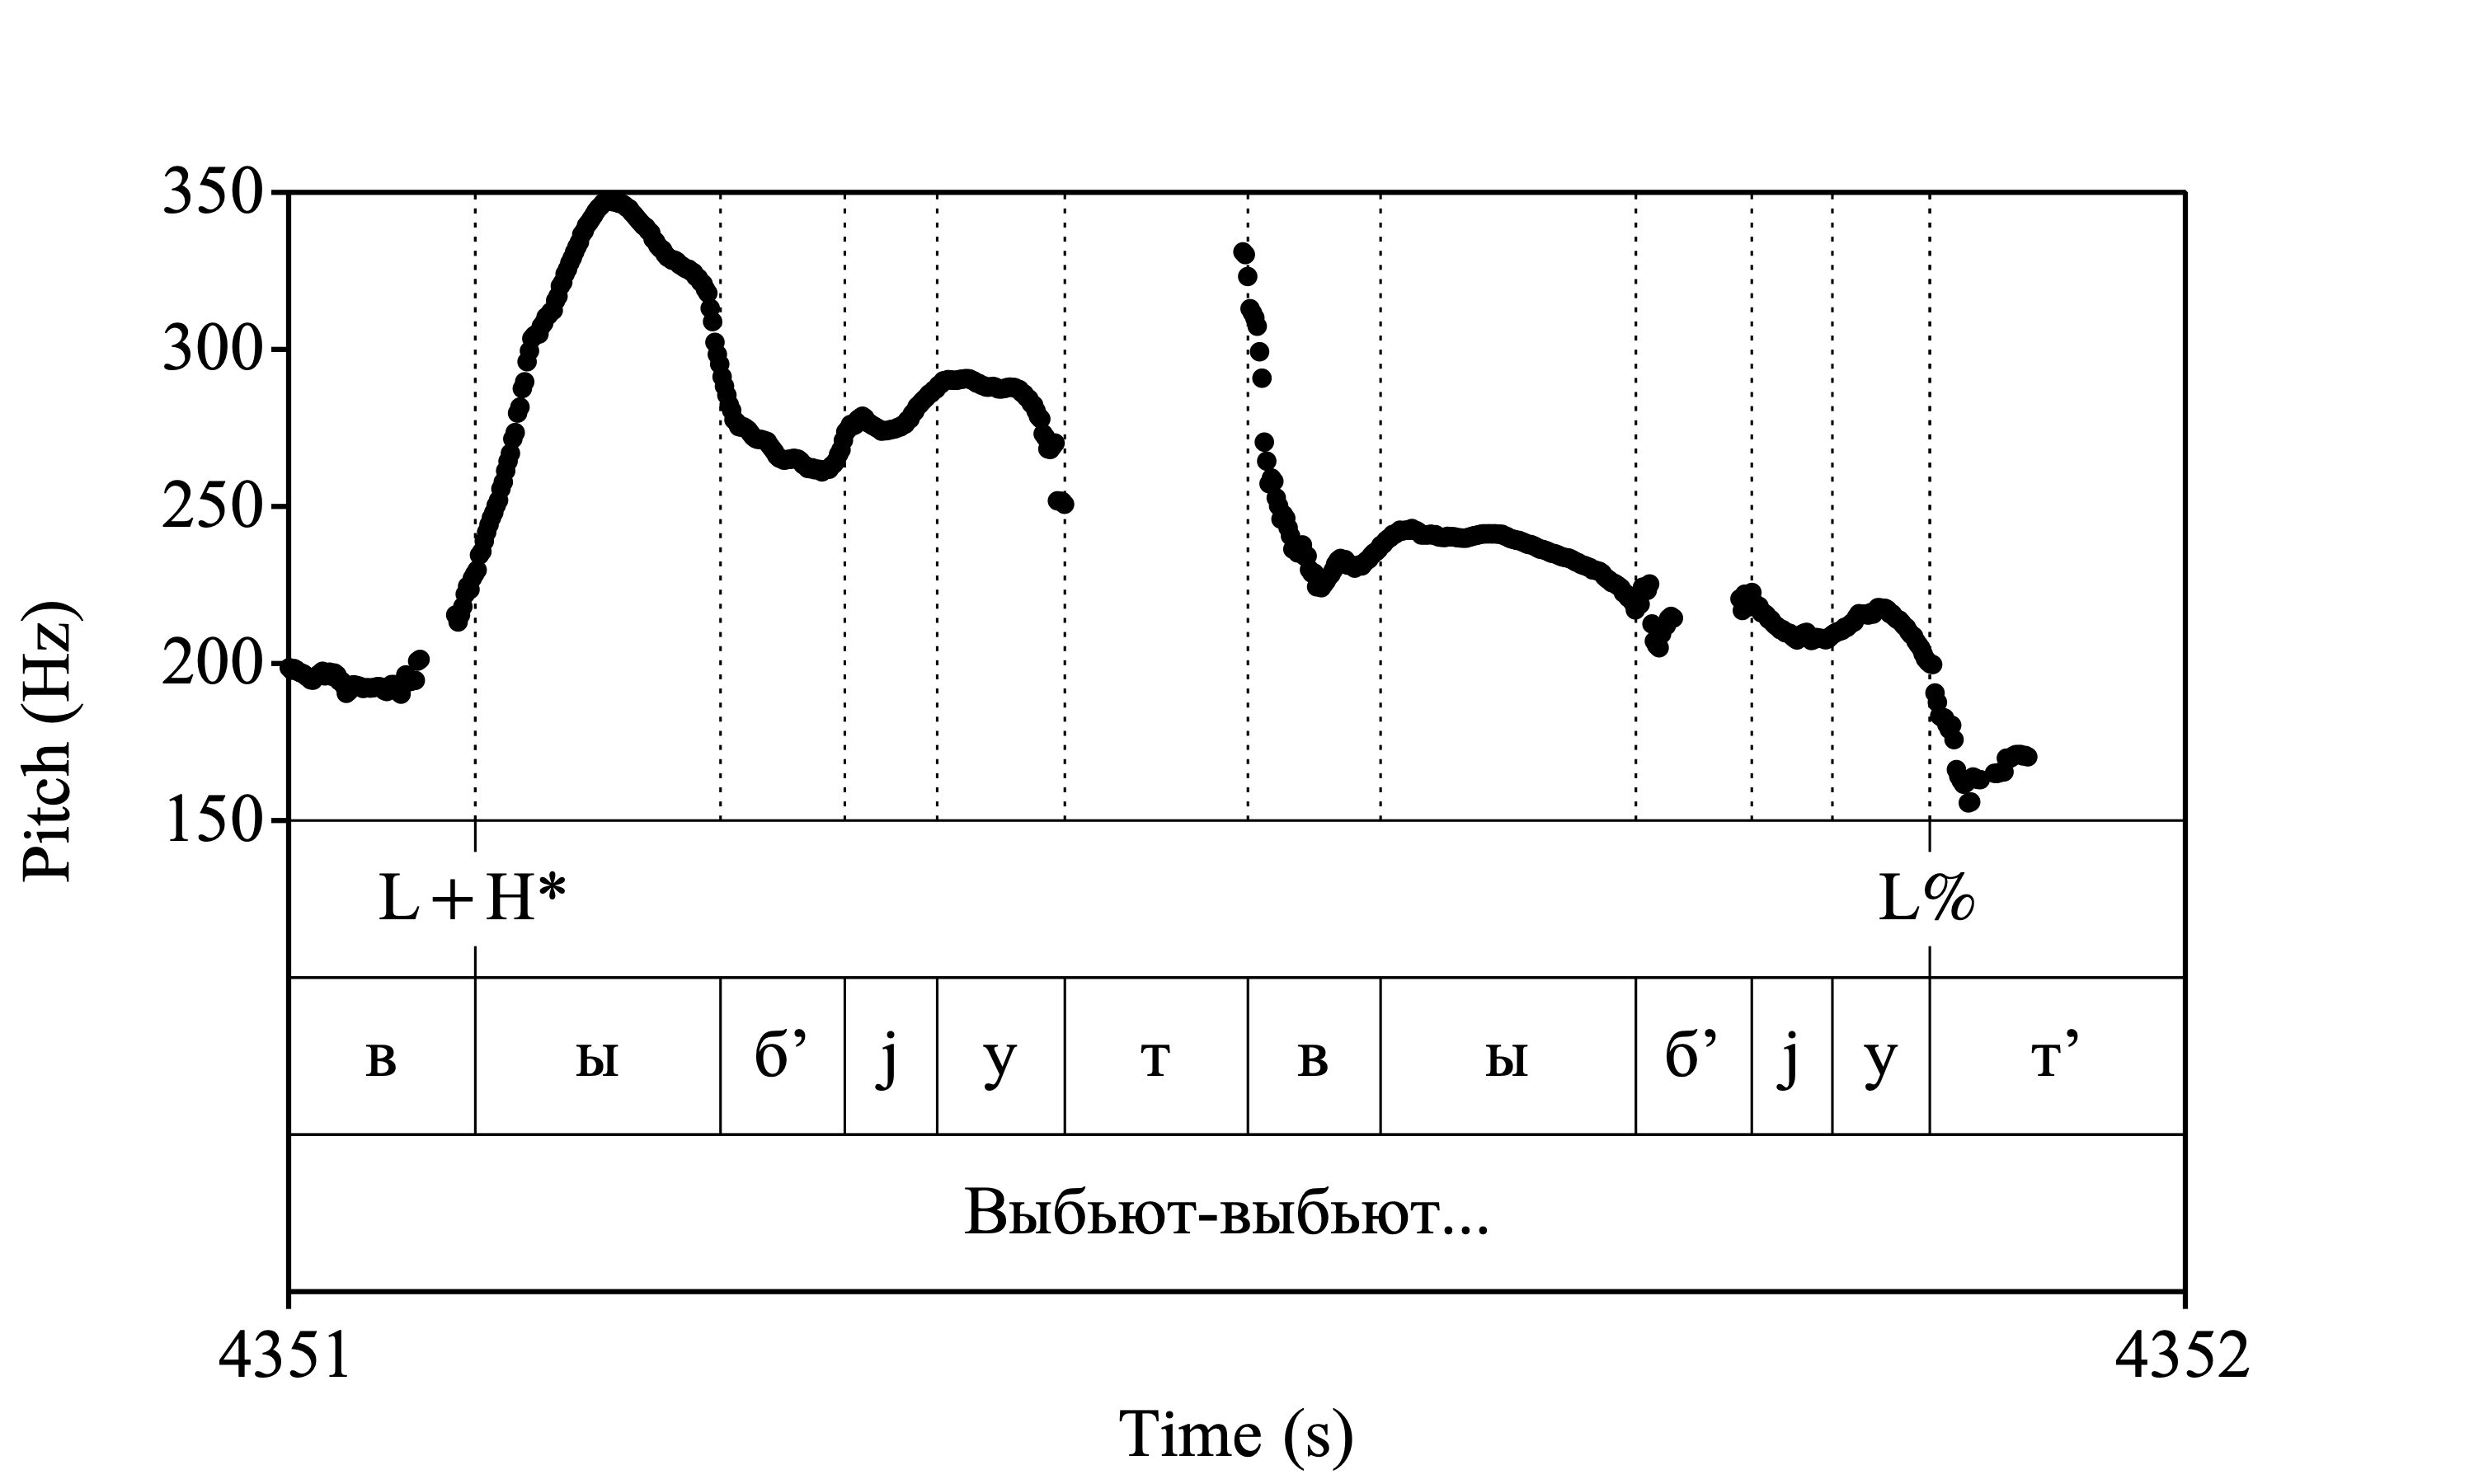 Pitch (Hz)
350
300
250
200
150
L+H* L%
в ы б’ j у т в ы б’ j у т’
Выбьют-выбьют...
4351 4352
Time (s)